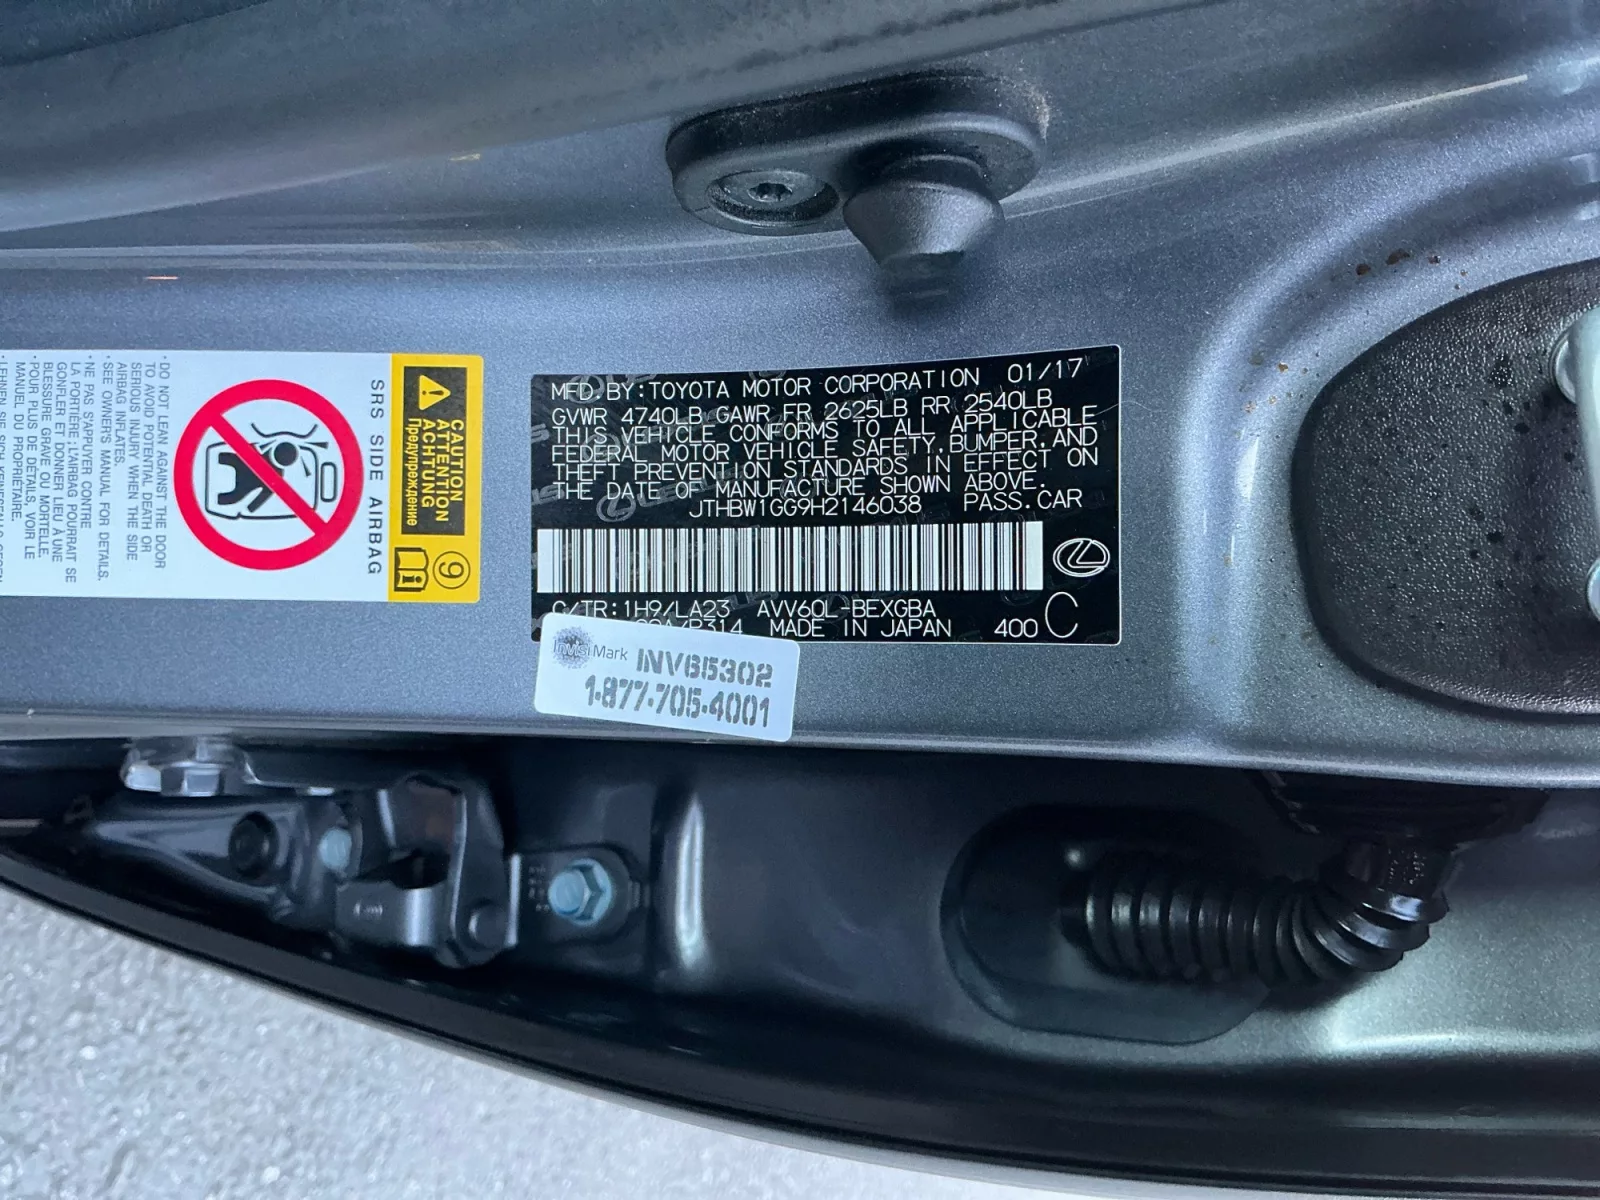 MFD.BY:TOYOTA MOTOR CORPORATION 01/17
GVWR 4740LB GAWR FR 2625LB RR 2540LB
THIS VEHICLE CONFORMS TO ALL APPLICABLE
FEDERAL MOTOR VEHICLE SAFETY,BUMPER,AND
THEFT PREVENTION STANDARDS IN EFFECT ON
THE DATE OF MANUFACTURE SHOWN ABOVE.
JTHBW1GG9H2146038 PASS.CAR
C/TR:1H9/LA23 AVV60L-BEXGBA
MADE IN JAPAN 400 C
InvisiMark INV65302
1-877-705-4001
CAUTION
ATTENTION
ACHTUNG
Предупреждение
9
SRS SIDE AIRBAG
· DO NOT LEAN AGAINST THE DOOR
TO AVOID POTENTIAL DEATH OR
SERIOUS INJURY WHEN THE SIDE
AIRBAG INFLATES.
· SEE OWNER'S MANUAL FOR DETAILS.
· NE PAS S'APPUYER CONTRE
LA PORTIÈRE ; L'AIRBAG POURRAIT SE
GONFLER ET DONNER LIEU À UNE
BLESSURE GRAVE OU MORTELLE.
· POUR PLUS DE DÉTAILS, VOIR LE
MANUEL DU PROPRIÉTAIRE.